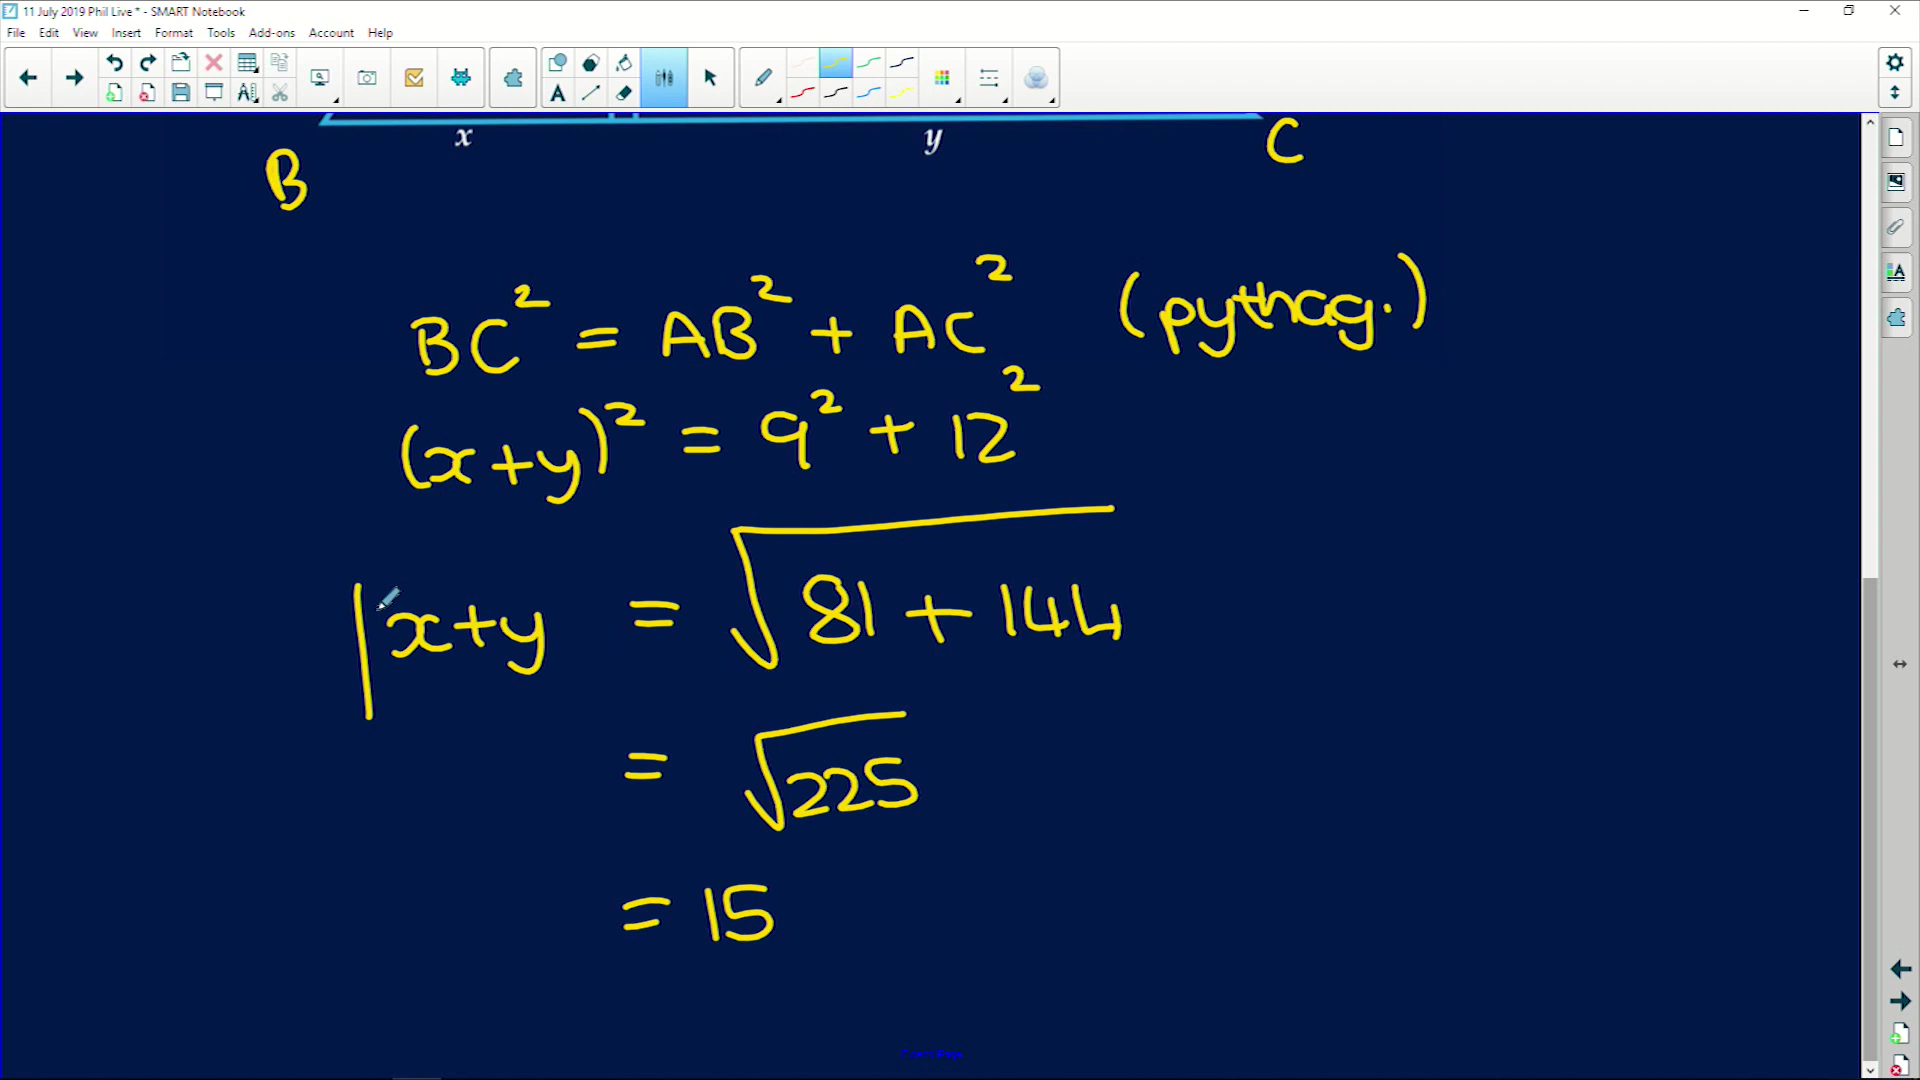 11 July 2019 Phil Live * - SMART Notebook
File Edit View Insert Format Tools Add-ons Account Help
x y C
B
BC² = AB² + AC² (pythag.)
(x+y)² = 9² + 12²
|x+y = √81 + 144
= √225
= 15